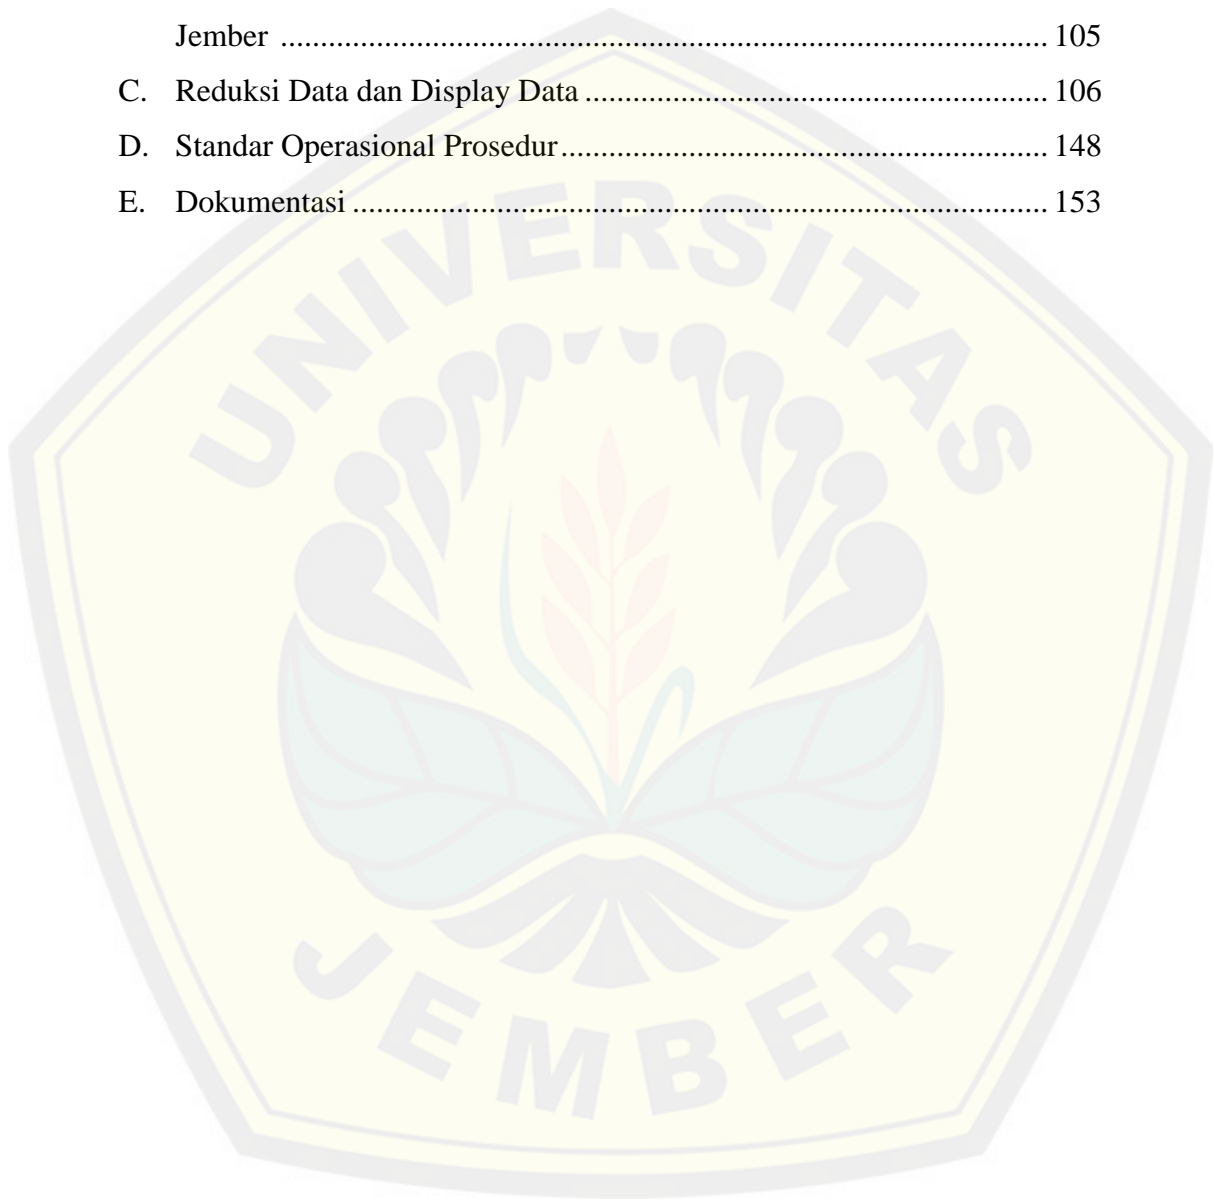 Jember ........................................................................................................ 105
C. Reduksi Data dan Display Data ........................................................... 106
D. Standar Operasional Prosedur.............................................................. 148
E. Dokumentasi ......................................................................................... 153
UNIVERSITAS
JEMBER